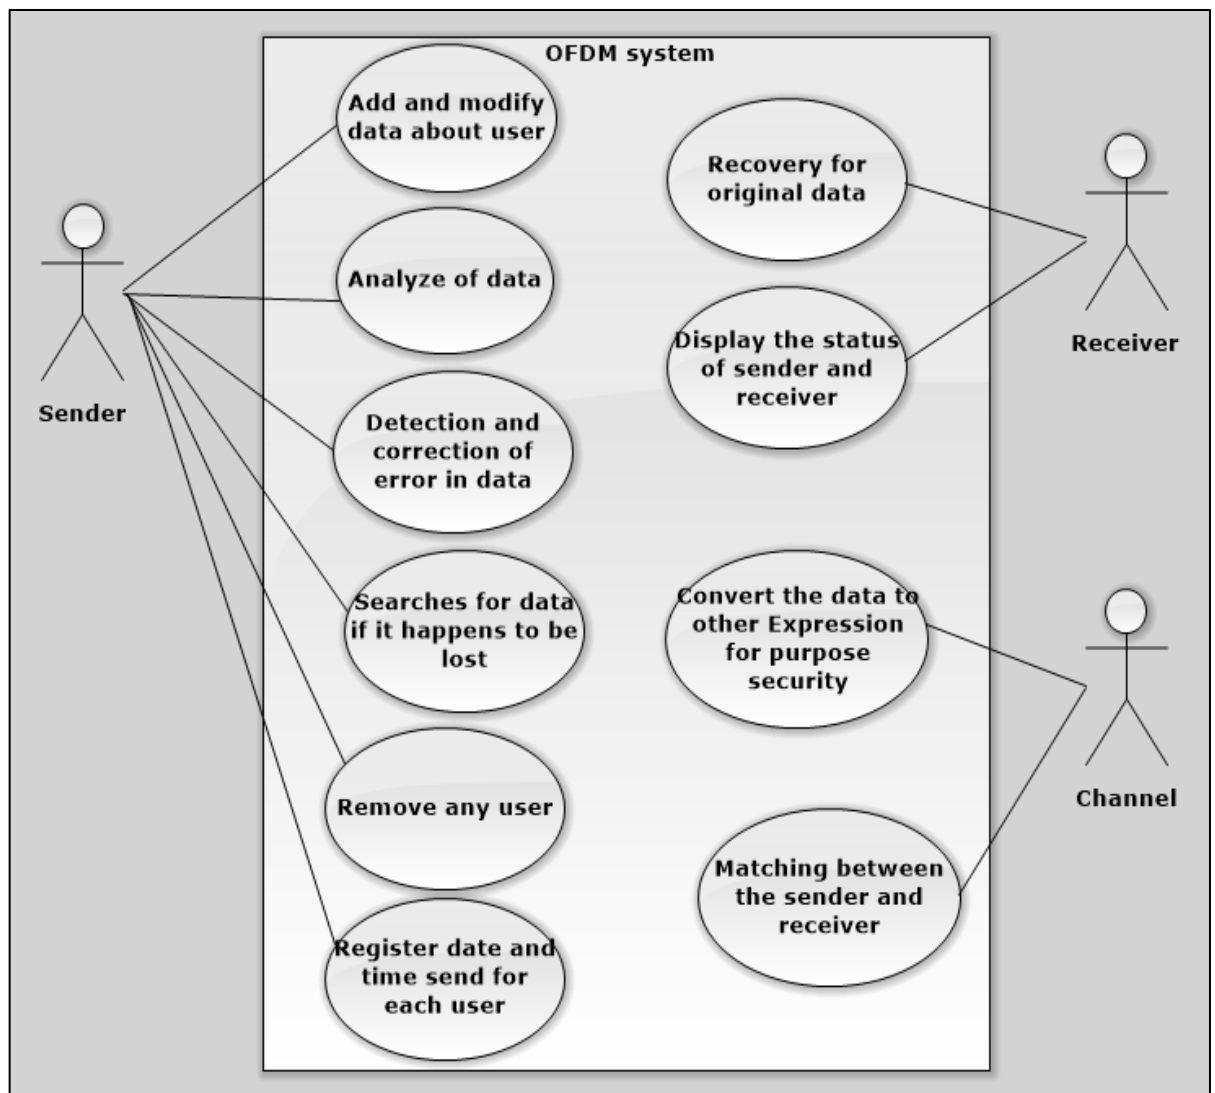 OFDM system
Add and modify
data about user
Analyze of data
Detection and
correction of
error in data
Searches for data
if it happens to be
lost
Remove any user
Register date and
time send for
each user
Recovery for
original data
Display the status
of sender and
receiver
Convert the data to
other Expression
for purpose
security
Matching between
the sender and
receiver
Sender
Receiver
Channel